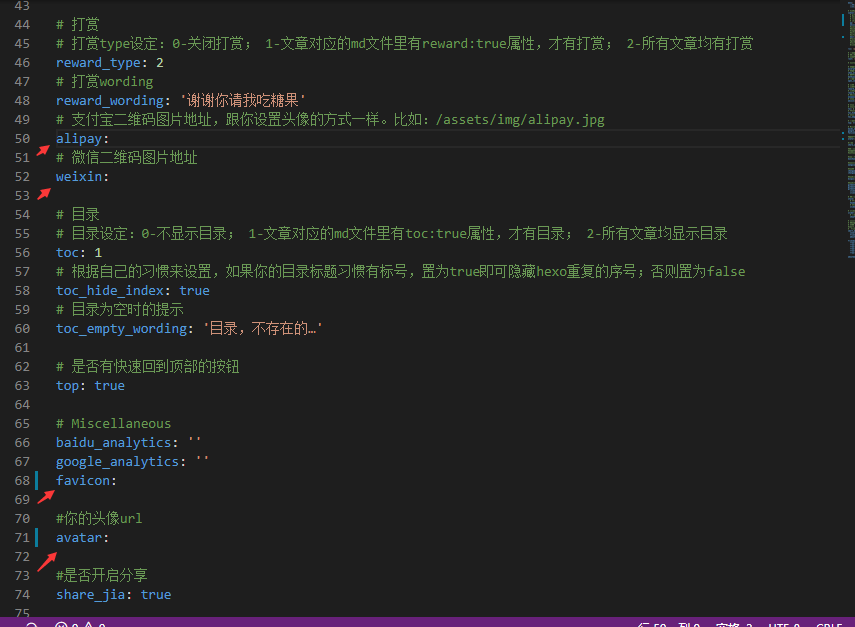 43
44 # 打赏
45 # 打赏type设定：0-关闭打赏； 1-文章对应的md文件里有reward:true属性，才有打赏； 2-所有文章均有打赏
46 reward_type: 2
47 # 打赏wording
48 reward_wording: '谢谢你请我吃糖果'
49 # 支付宝二维码图片地址，跟你设置头像的方式一样。比如：/assets/img/alipay.jpg
50 alipay:
51 # 微信二维码图片地址
52 weixin:
53
54 # 目录
55 # 目录设定：0-不显示目录； 1-文章对应的md文件里有toc:true属性，才有目录； 2-所有文章均显示目录
56 toc: 1
57 # 根据自己的习惯来设置，如果你的目录标题习惯有标号，置为true即可隐藏hexo重复的序号；否则置为false
58 toc_hide_index: true
59 # 目录为空时的提示
60 toc_empty_wording: '目录，不存在的…'
61
62 # 是否有快速回到顶部的按钮
63 top: true
64
65 # Miscellaneous
66 baidu_analytics: ''
67 google_analytics: ''
68 favicon:
69
70 #你的头像url
71 avatar:
72
73 #是否开启分享
74 share_jia: true
75